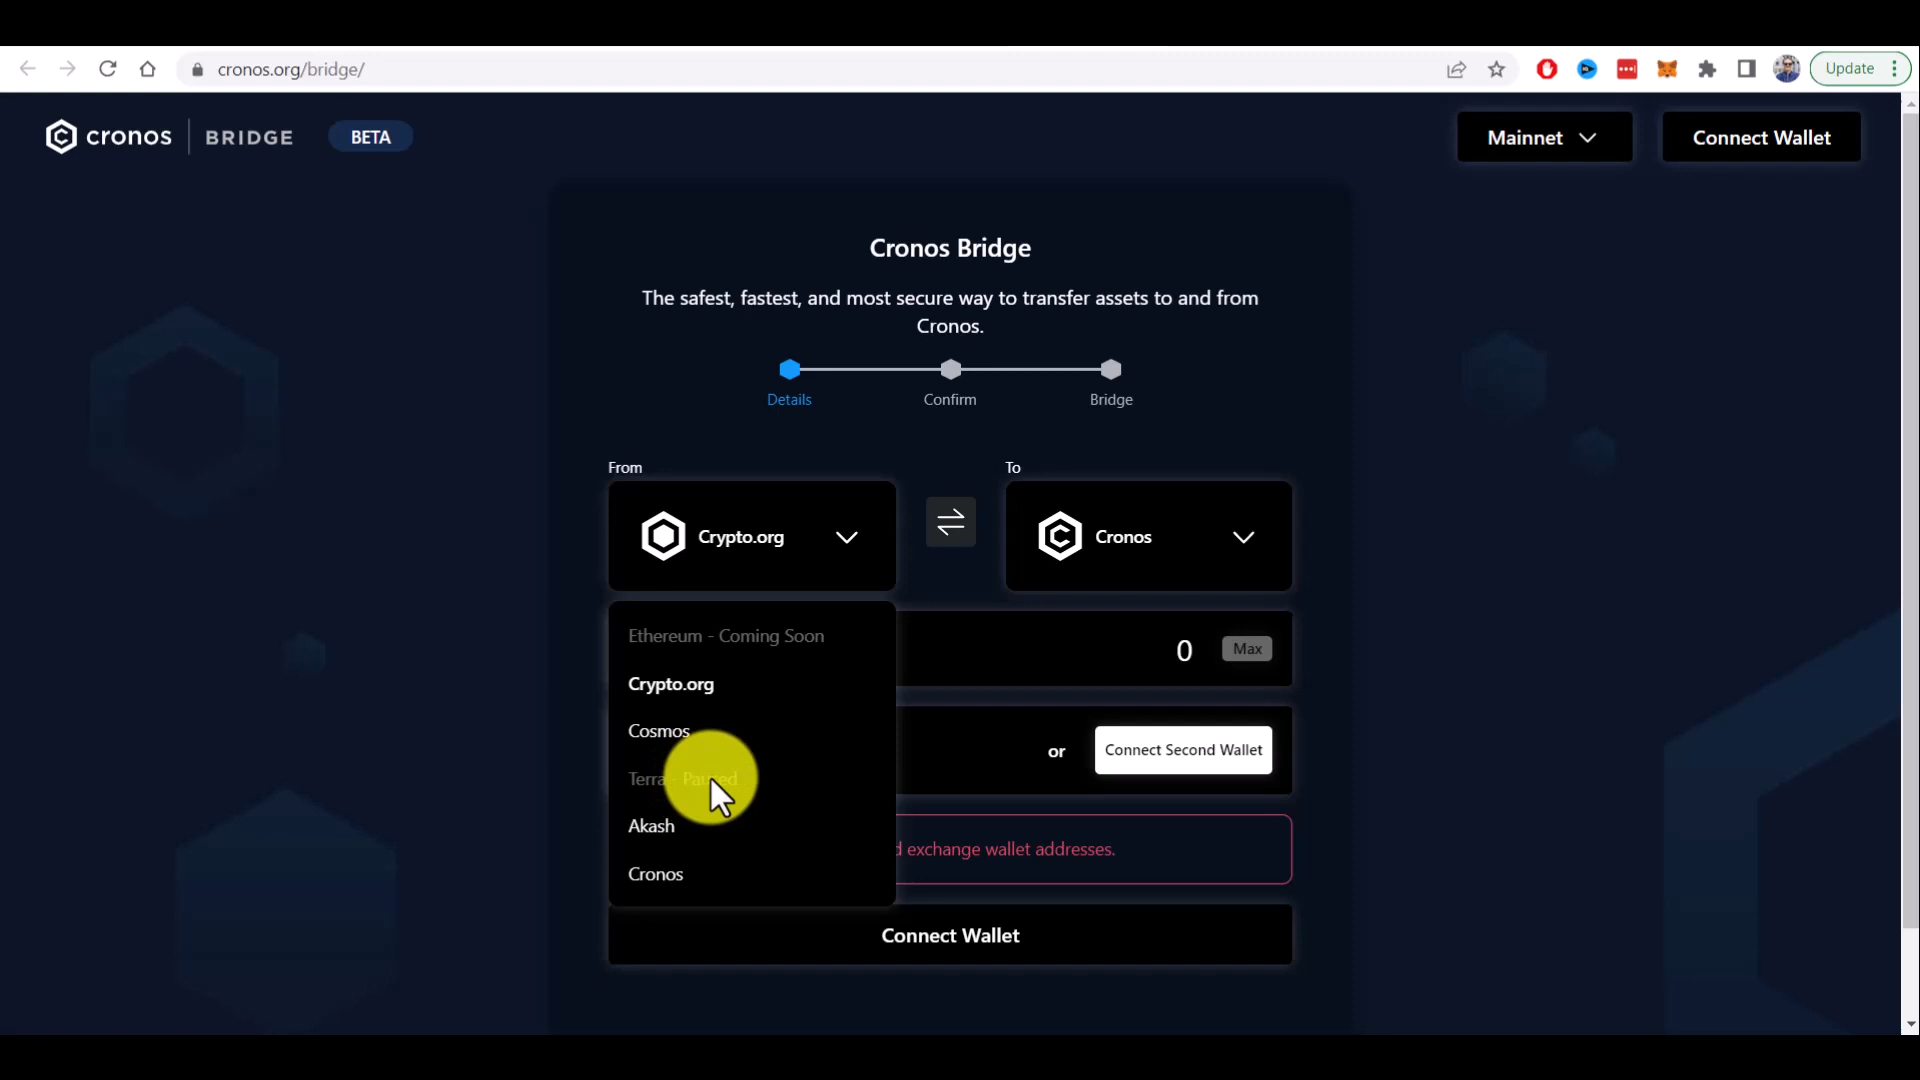 cronos.org/bridge/
Update
cronos BRIDGE BETA
Mainnet
Connect Wallet
Cronos Bridge
The safest, fastest, and most secure way to transfer assets to and from
Cronos.
Details
Confirm
Bridge
From
To
Crypto.org
Cronos
Ethereum - Coming Soon
Crypto.org
Cosmos
Terra - Paused
Akash
Cronos
0
Max
or
Connect Second Wallet
exchange wallet addresses.
Connect Wallet